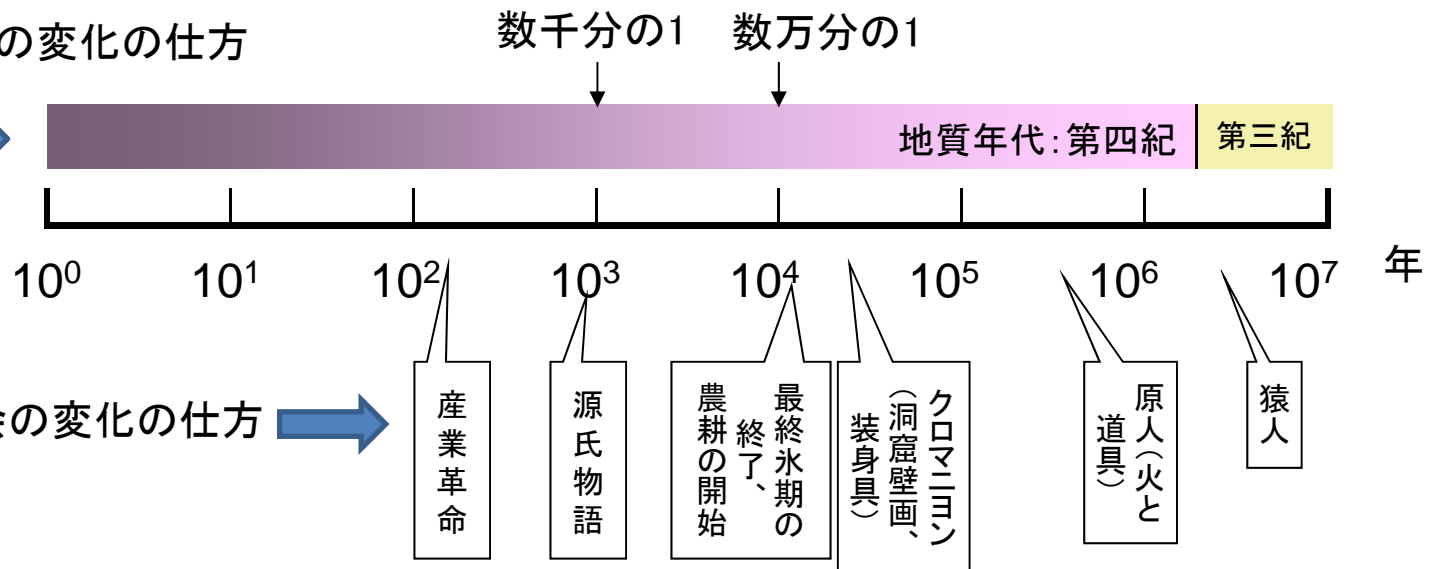 の変化の仕方
数千分の1
数万分の1
地質年代：第四紀
第三紀
10⁰ 10¹ 10² 10³ 10⁴ 10⁵ 10⁶ 10⁷ 年
の変化の仕方
産業革命
源氏物語
最終氷期の
終了、
農耕の開始
クロマニヨン
（洞窟壁画、
装身具）
原人（火と
道具）
猿人